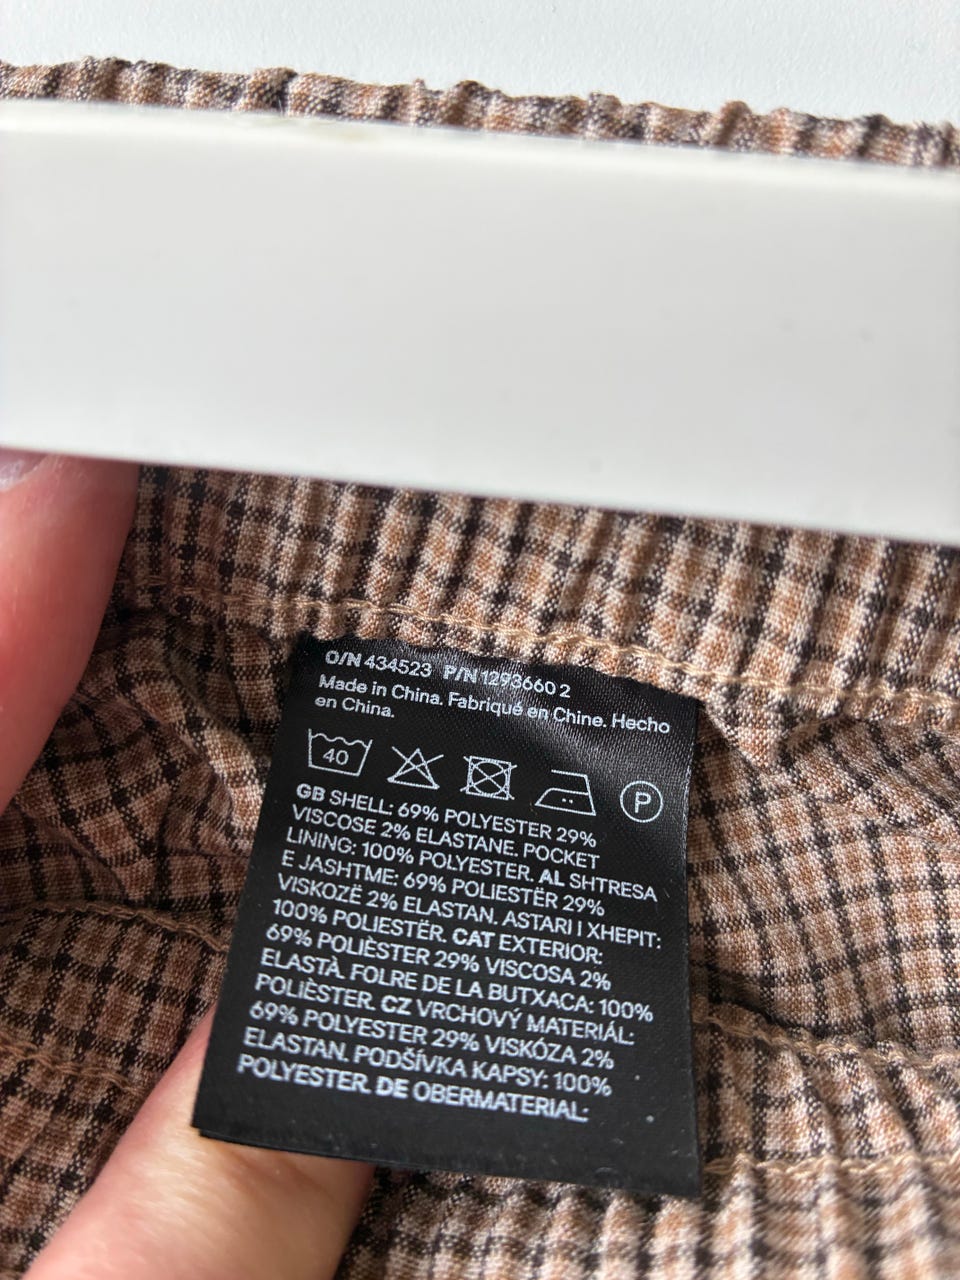 O/N 434523 P/N 1293660 2
Made in China. Fabriqué en Chine. Hecho
en China.
40
P
GB SHELL: 69% POLYESTER 29%
VISCOSE 2% ELASTANE. POCKET
LINING: 100% POLYESTER. AL SHTRESA
E JASHTME: 69% POLIESTËR 29%
VISKOZË 2% ELASTAN. ASTARI I XHEPIT:
100% POLIESTËR. CAT EXTERIOR:
69% POLIÈSTER 29% VISCOSA 2%
ELASTÀ. FOLRE DE LA BUTXACA: 100%
POLIÈSTER. CZ VRCHOVÝ MATERIÁL:
69% POLYESTER 29% VISKÓZA 2%
ELASTAN. PODŠÍVKA KAPSY: 100%
POLYESTER. DE OBERMATERIAL: